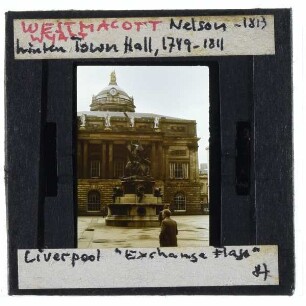 WESTMACOTT Nelson -1813
WYATT Town Hall, 1749-1811
Liverpool "Exchange Flags"